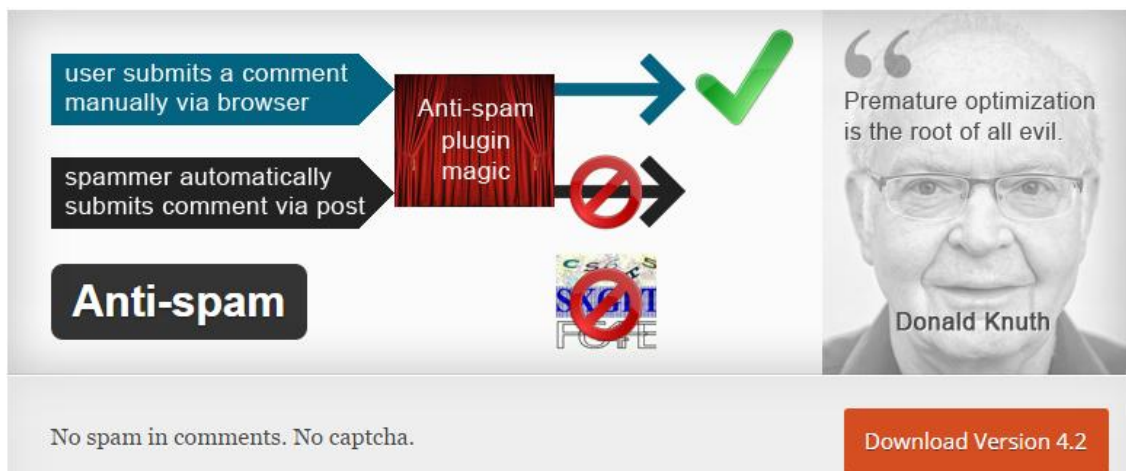 user submits a comment
manually via browser
Anti-spam
plugin
magic
spammer automatically
submits comment via post
Anti-spam
“
Premature optimization
is the root of all evil.
Donald Knuth
No spam in comments. No captcha.
Download Version 4.2